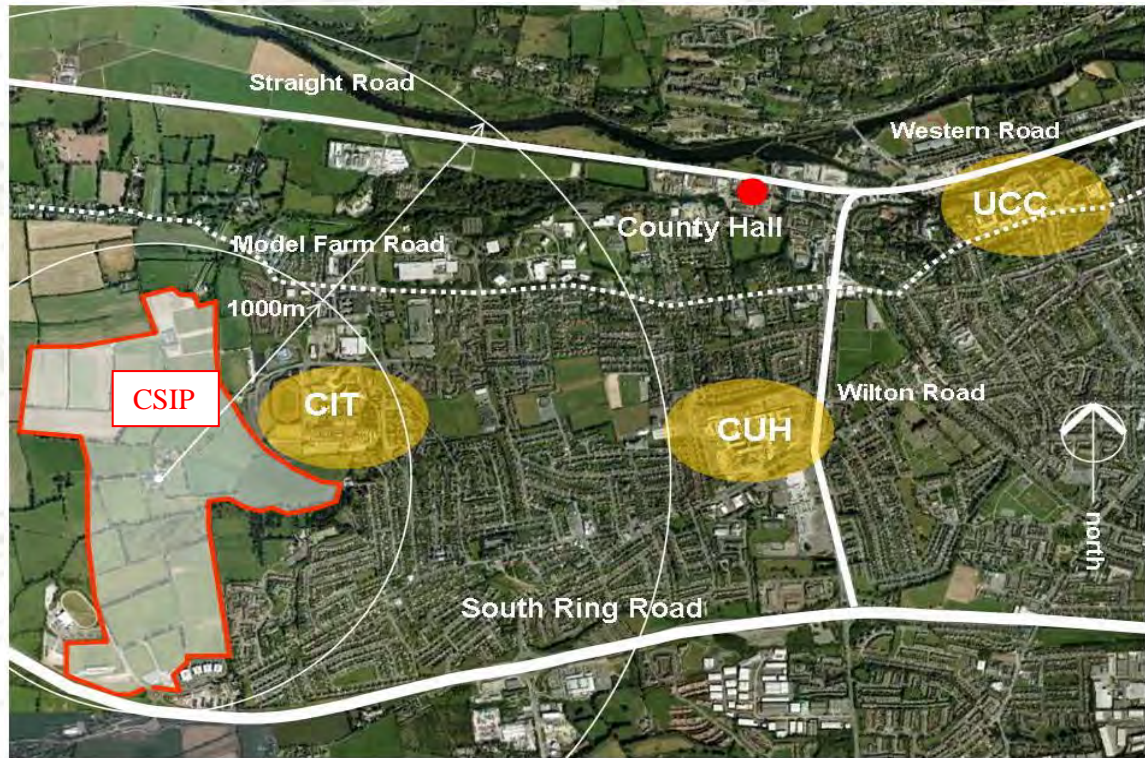 Straight Road
Western Road
UCC
County Hall
Model Farm Road
1000m
CSIP
CIT
Wilton Road
CUH
north
South Ring Road